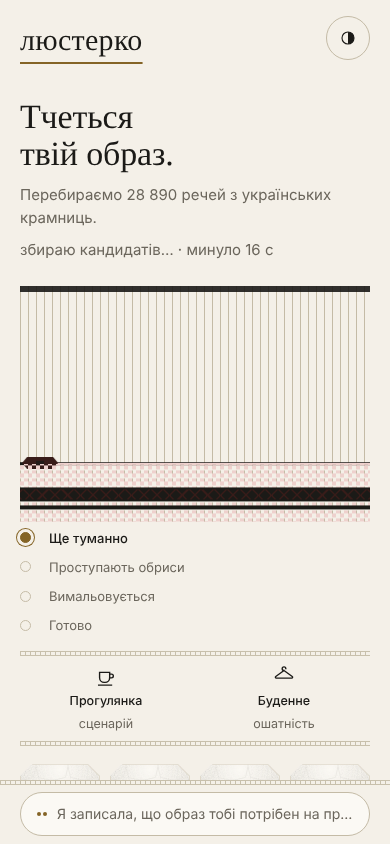 люстерко
Тчеться
твій образ.
Перебираємо 28 890 речей з українських
крамниць.
збираю кандидатів... · минуло 16 с
Ще туманно
Проступають обриси
Вимальовується
Готово
Прогулянка
Буденне
сценарій
ошатність
Я записала, що образ тобі потрібен на пр...